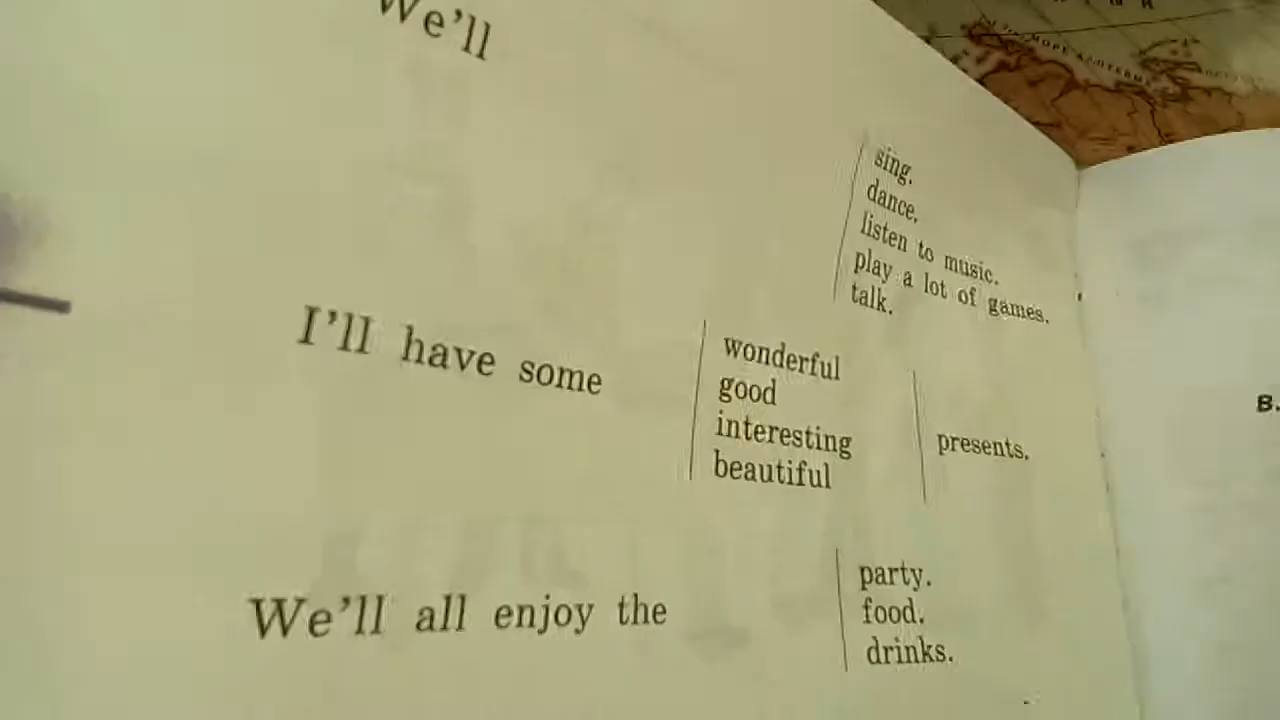 We'll
sing.
dance.
listen to music.
play a lot of games.
talk.
I'll have some
wonderful
good
interesting
beautiful
presents.
We'll all enjoy the
party.
food.
drinks.
B.